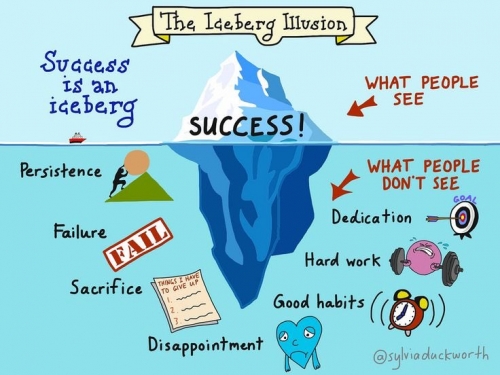 The Iceberg Illusion
Success
is an
iceberg
WHAT PEOPLE
SEE
SUCCESS!
WHAT PEOPLE
DON'T SEE
Persistence
GOAL
Dedication
Failure
FAIL
Hard work
Sacrifice
THINGS I HAVE
TO GIVE UP
1.
2.
3.
Good habits
Disappointment
@sylviaduckworth